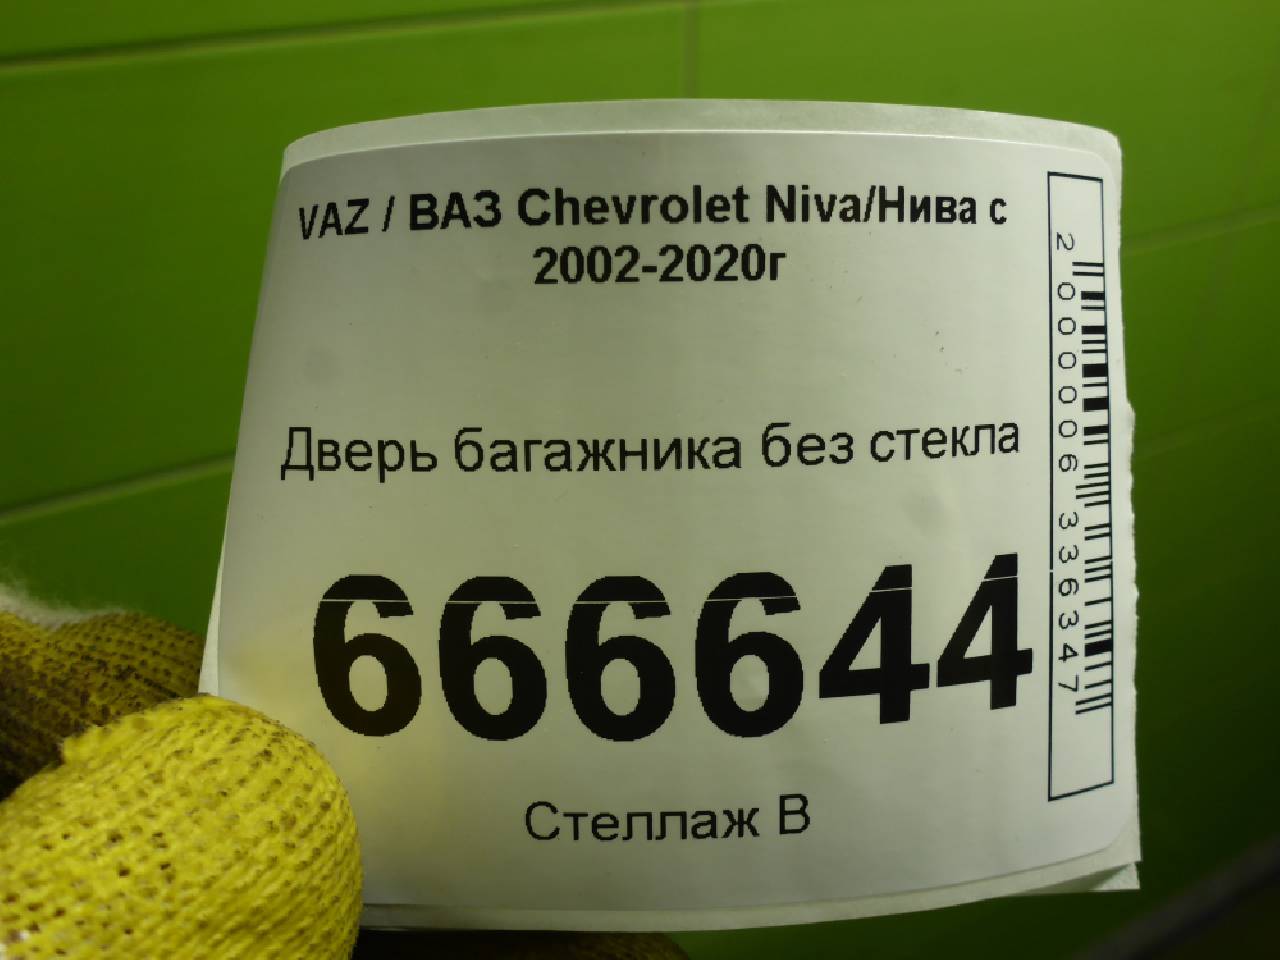 VAZ / ВАЗ Chevrolet Niva/Нива с
2002-2020г
Дверь багажника без стекла
666644
Стеллаж В
2000006336347